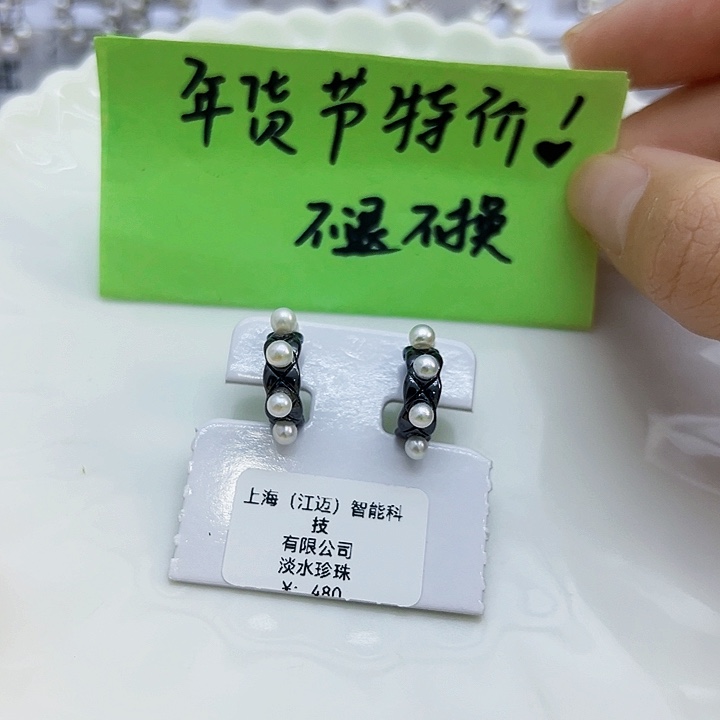 年货节特价!
不退不操
上海（江迈）智能科
技
有限公司
淡水珍珠
¥: 480